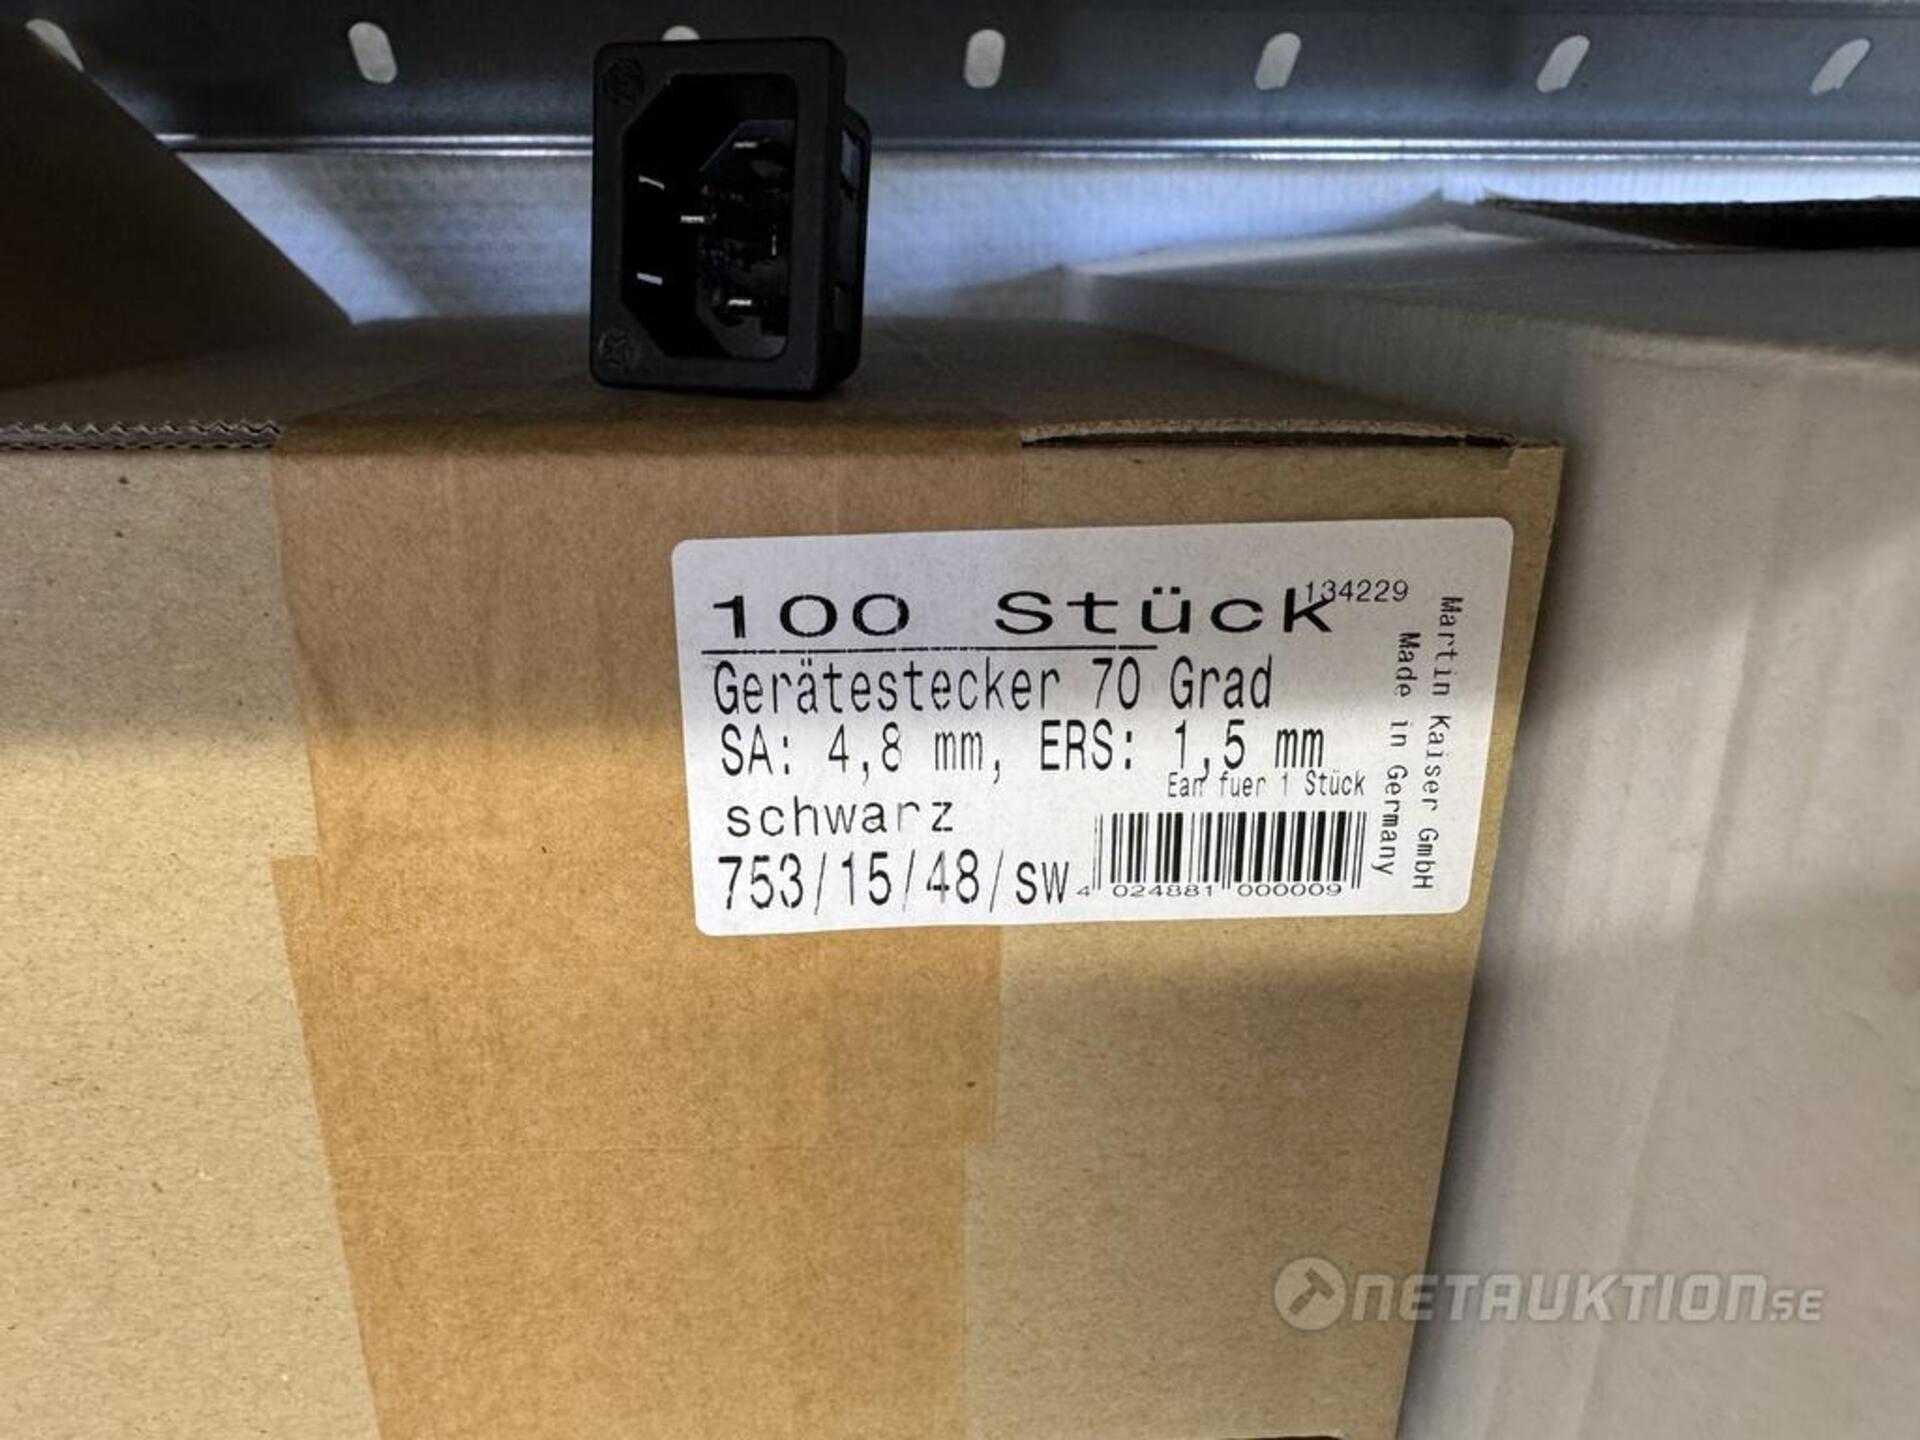 100 Stück 134229
Gerätestecker 70 Grad
SA: 4,8 mm, ERS: 1,5 mm
Ean fuer 1 Stück
schwarz
753/15/48/sw
4 024881 000009
Martin Kaiser GmbH
Made in Germany
NETAUKTION.SE